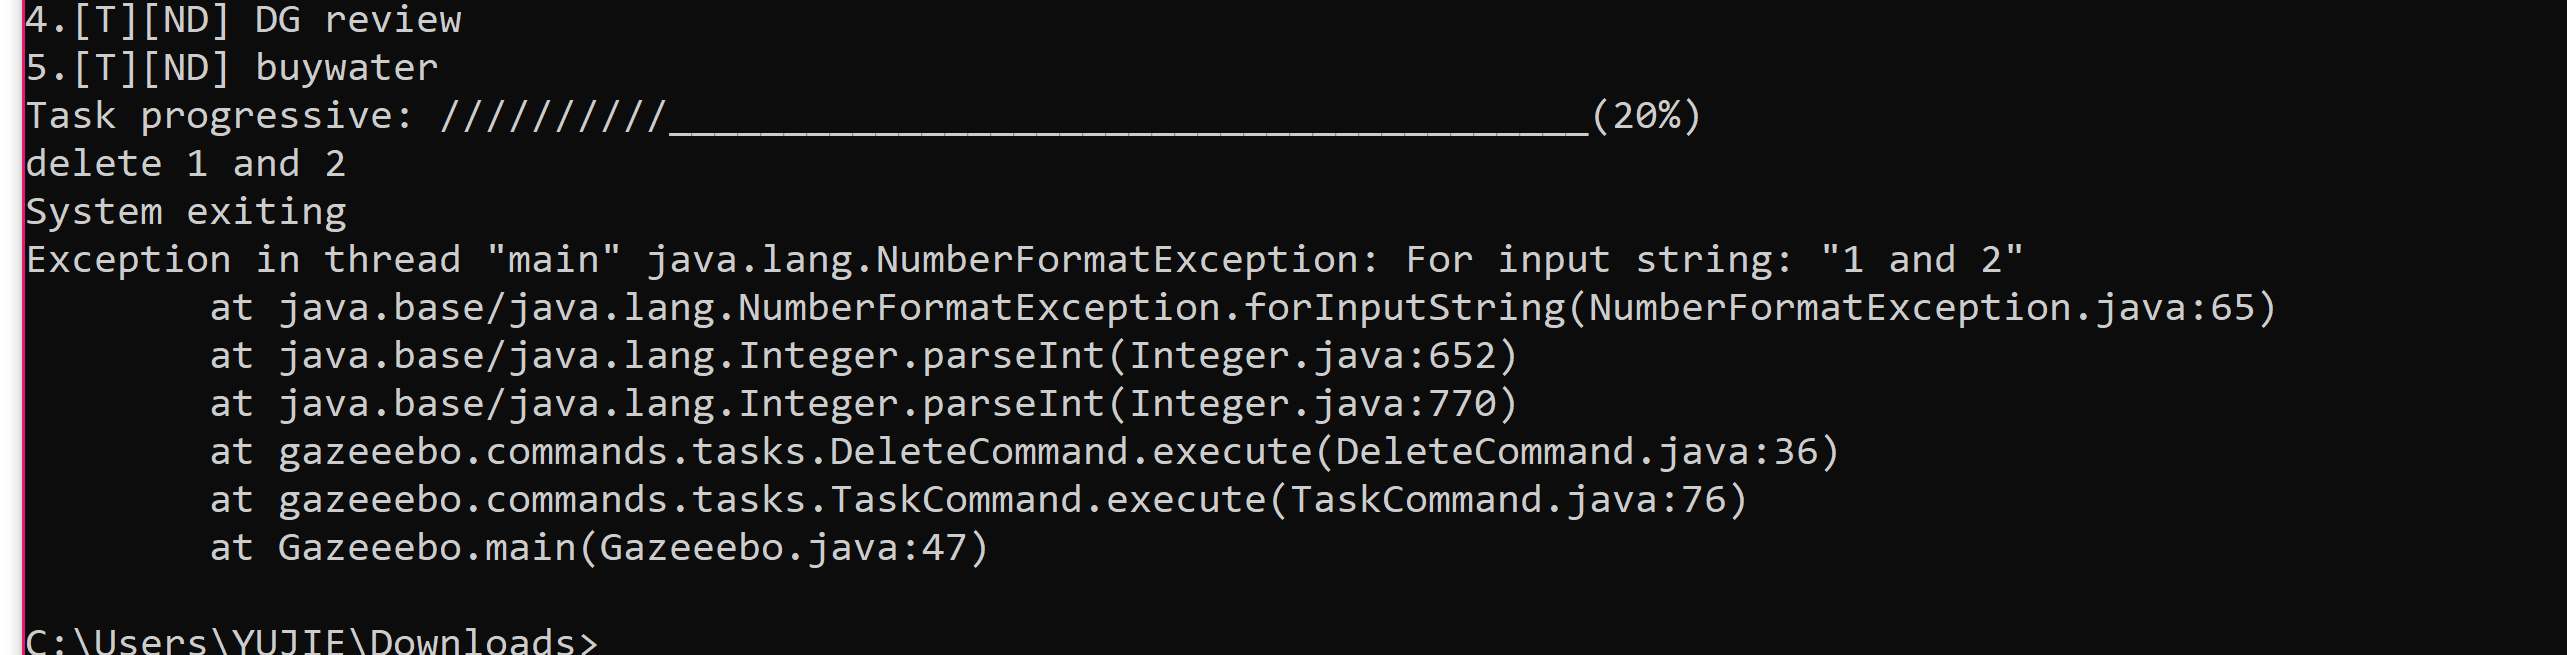 4.[T][ND] DG review
5.[T][ND] buywater
Task progressive: //////////________________________________________(20%)
delete 1 and 2
System exiting
Exception in thread "main" java.lang.NumberFormatException: For input string: "1 and 2"
        at java.base/java.lang.NumberFormatException.forInputString(NumberFormatException.java:65)
        at java.base/java.lang.Integer.parseInt(Integer.java:652)
        at java.base/java.lang.Integer.parseInt(Integer.java:770)
        at gazeeebo.commands.tasks.DeleteCommand.execute(DeleteCommand.java:36)
        at gazeeebo.commands.tasks.TaskCommand.execute(TaskCommand.java:76)
        at Gazeeebo.main(Gazeeebo.java:47)
C:\Users\YUJIE\Downloads>